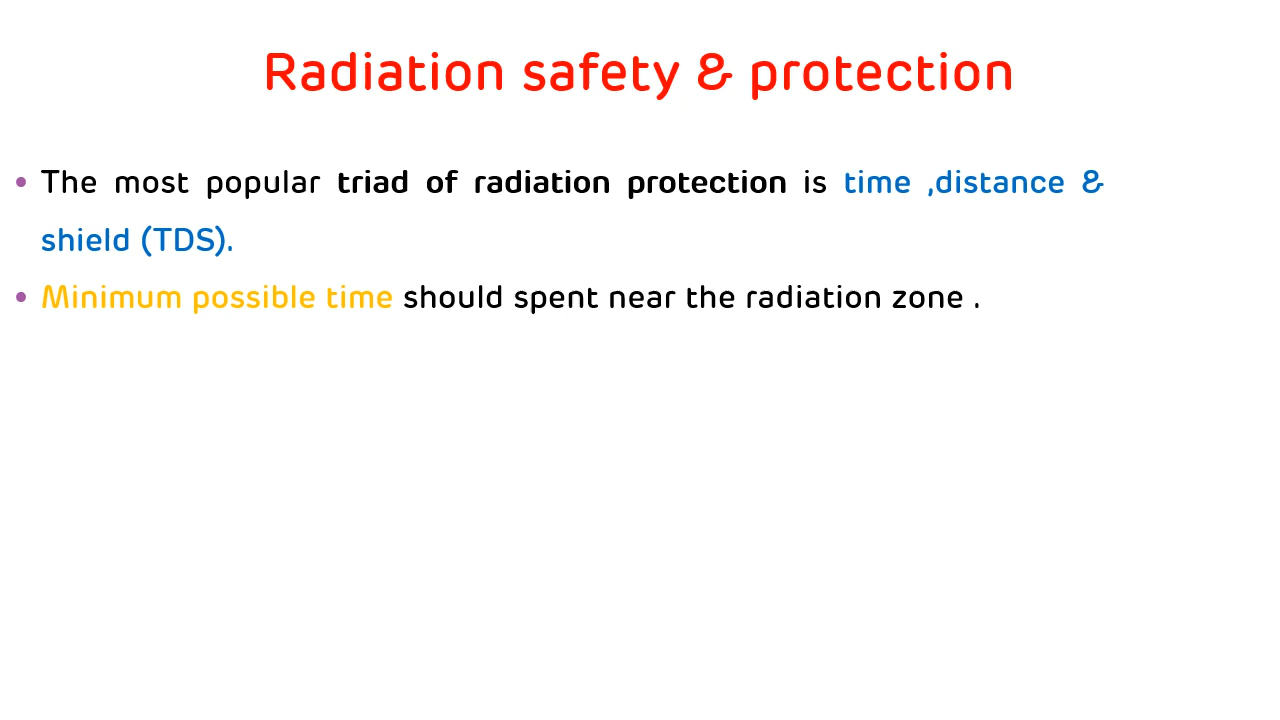 Radiation safety & protection
• The most popular triad of radiation protection is time ,distance &
shield (TDS).
• Minimum possible time should spent near the radiation zone .